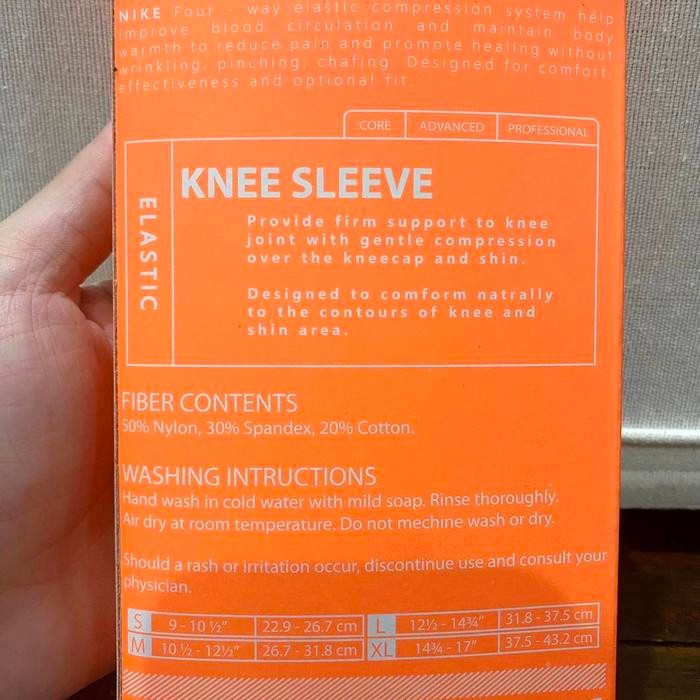 NIKE Four - way elastic compression system help
improve blood circulation and maintain body
warmth to reduce pain and promote healing without
wrinkling, pinching, chafing. Designed for comfort,
effectiveness and optional fit.
CORE ADVANCED PROFESSIONAL
ELASTIC
KNEE SLEEVE
Provide firm support to knee
joint with gentle compression
over the kneecap and shin.
Designed to comform natrally
to the contours of knee and
shin area.
FIBER CONTENTS
50% Nylon, 30% Spandex, 20% Cotton.
WASHING INTRUCTIONS
Hand wash in cold water with mild soap. Rinse thoroughly.
Air dry at room temperature. Do not mechine wash or dry.
Should a rash or irritation occur, discontinue use and consult your
physician.
S 9 - 10 ½" 22.9 - 26.7 cm L 12½ - 14¾" 31.8 - 37.5 cm
M 10 ½ - 12½" 26.7 - 31.8 cm XL 14¾ - 17" 37.5 - 43.2 cm